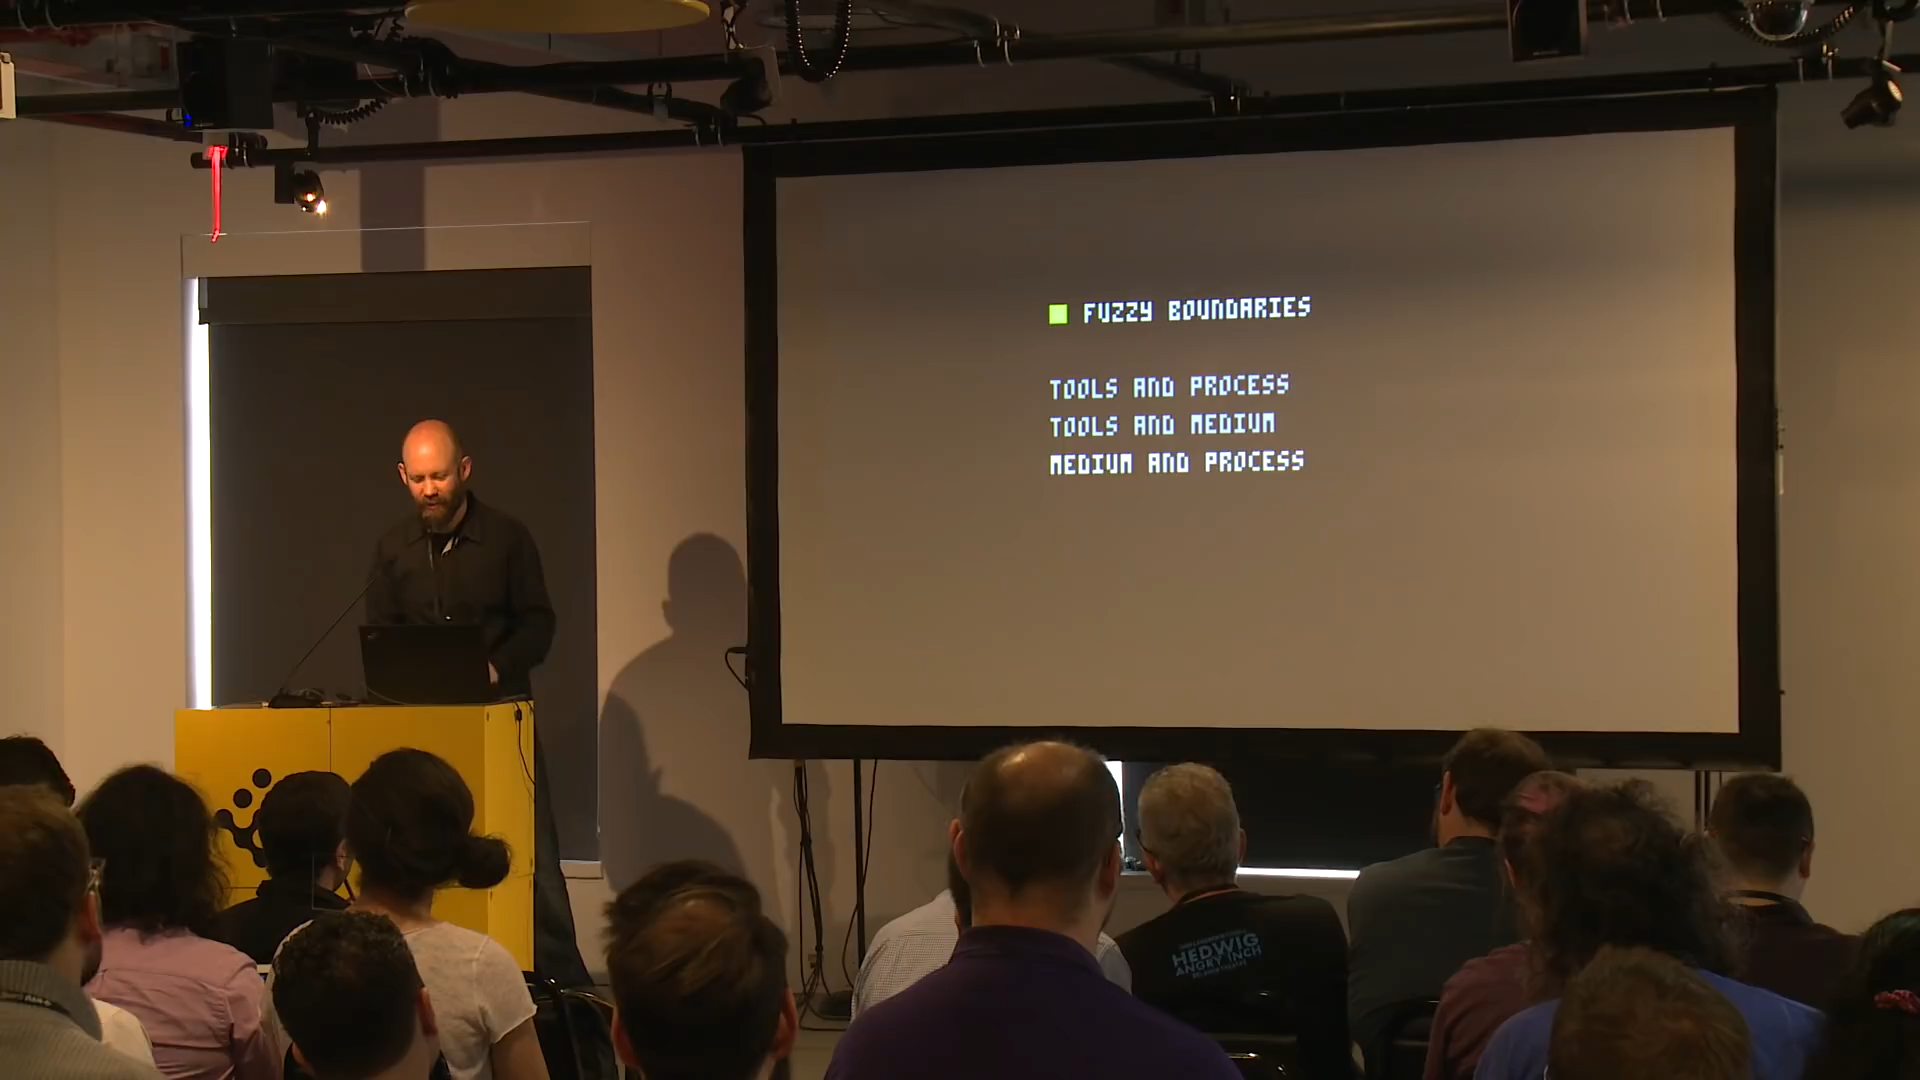 FUZZY BOUNDARIES
TOOLS AND PROCESS
TOOLS AND MEDIUM
MEDIUM AND PROCESS
HEDWIG
ANGRY INCH